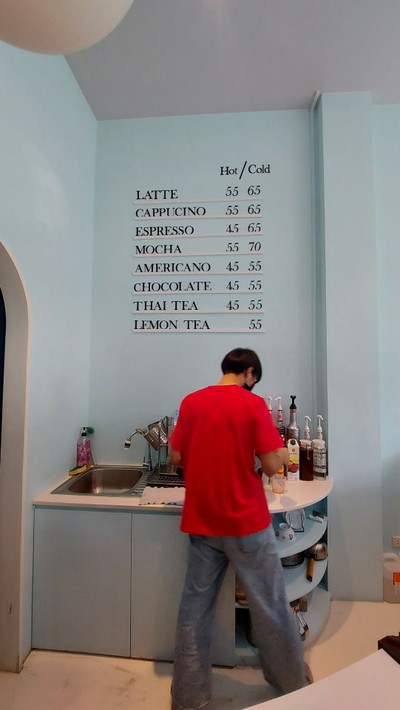 Hot/Cold
LATTE 55 65
CAPPUCINO 55 65
ESPRESSO 45 65
MOCHA 55 70
AMERICANO 45 55
CHOCOLATE 45 55
THAI TEA 45 55
LEMON TEA 55